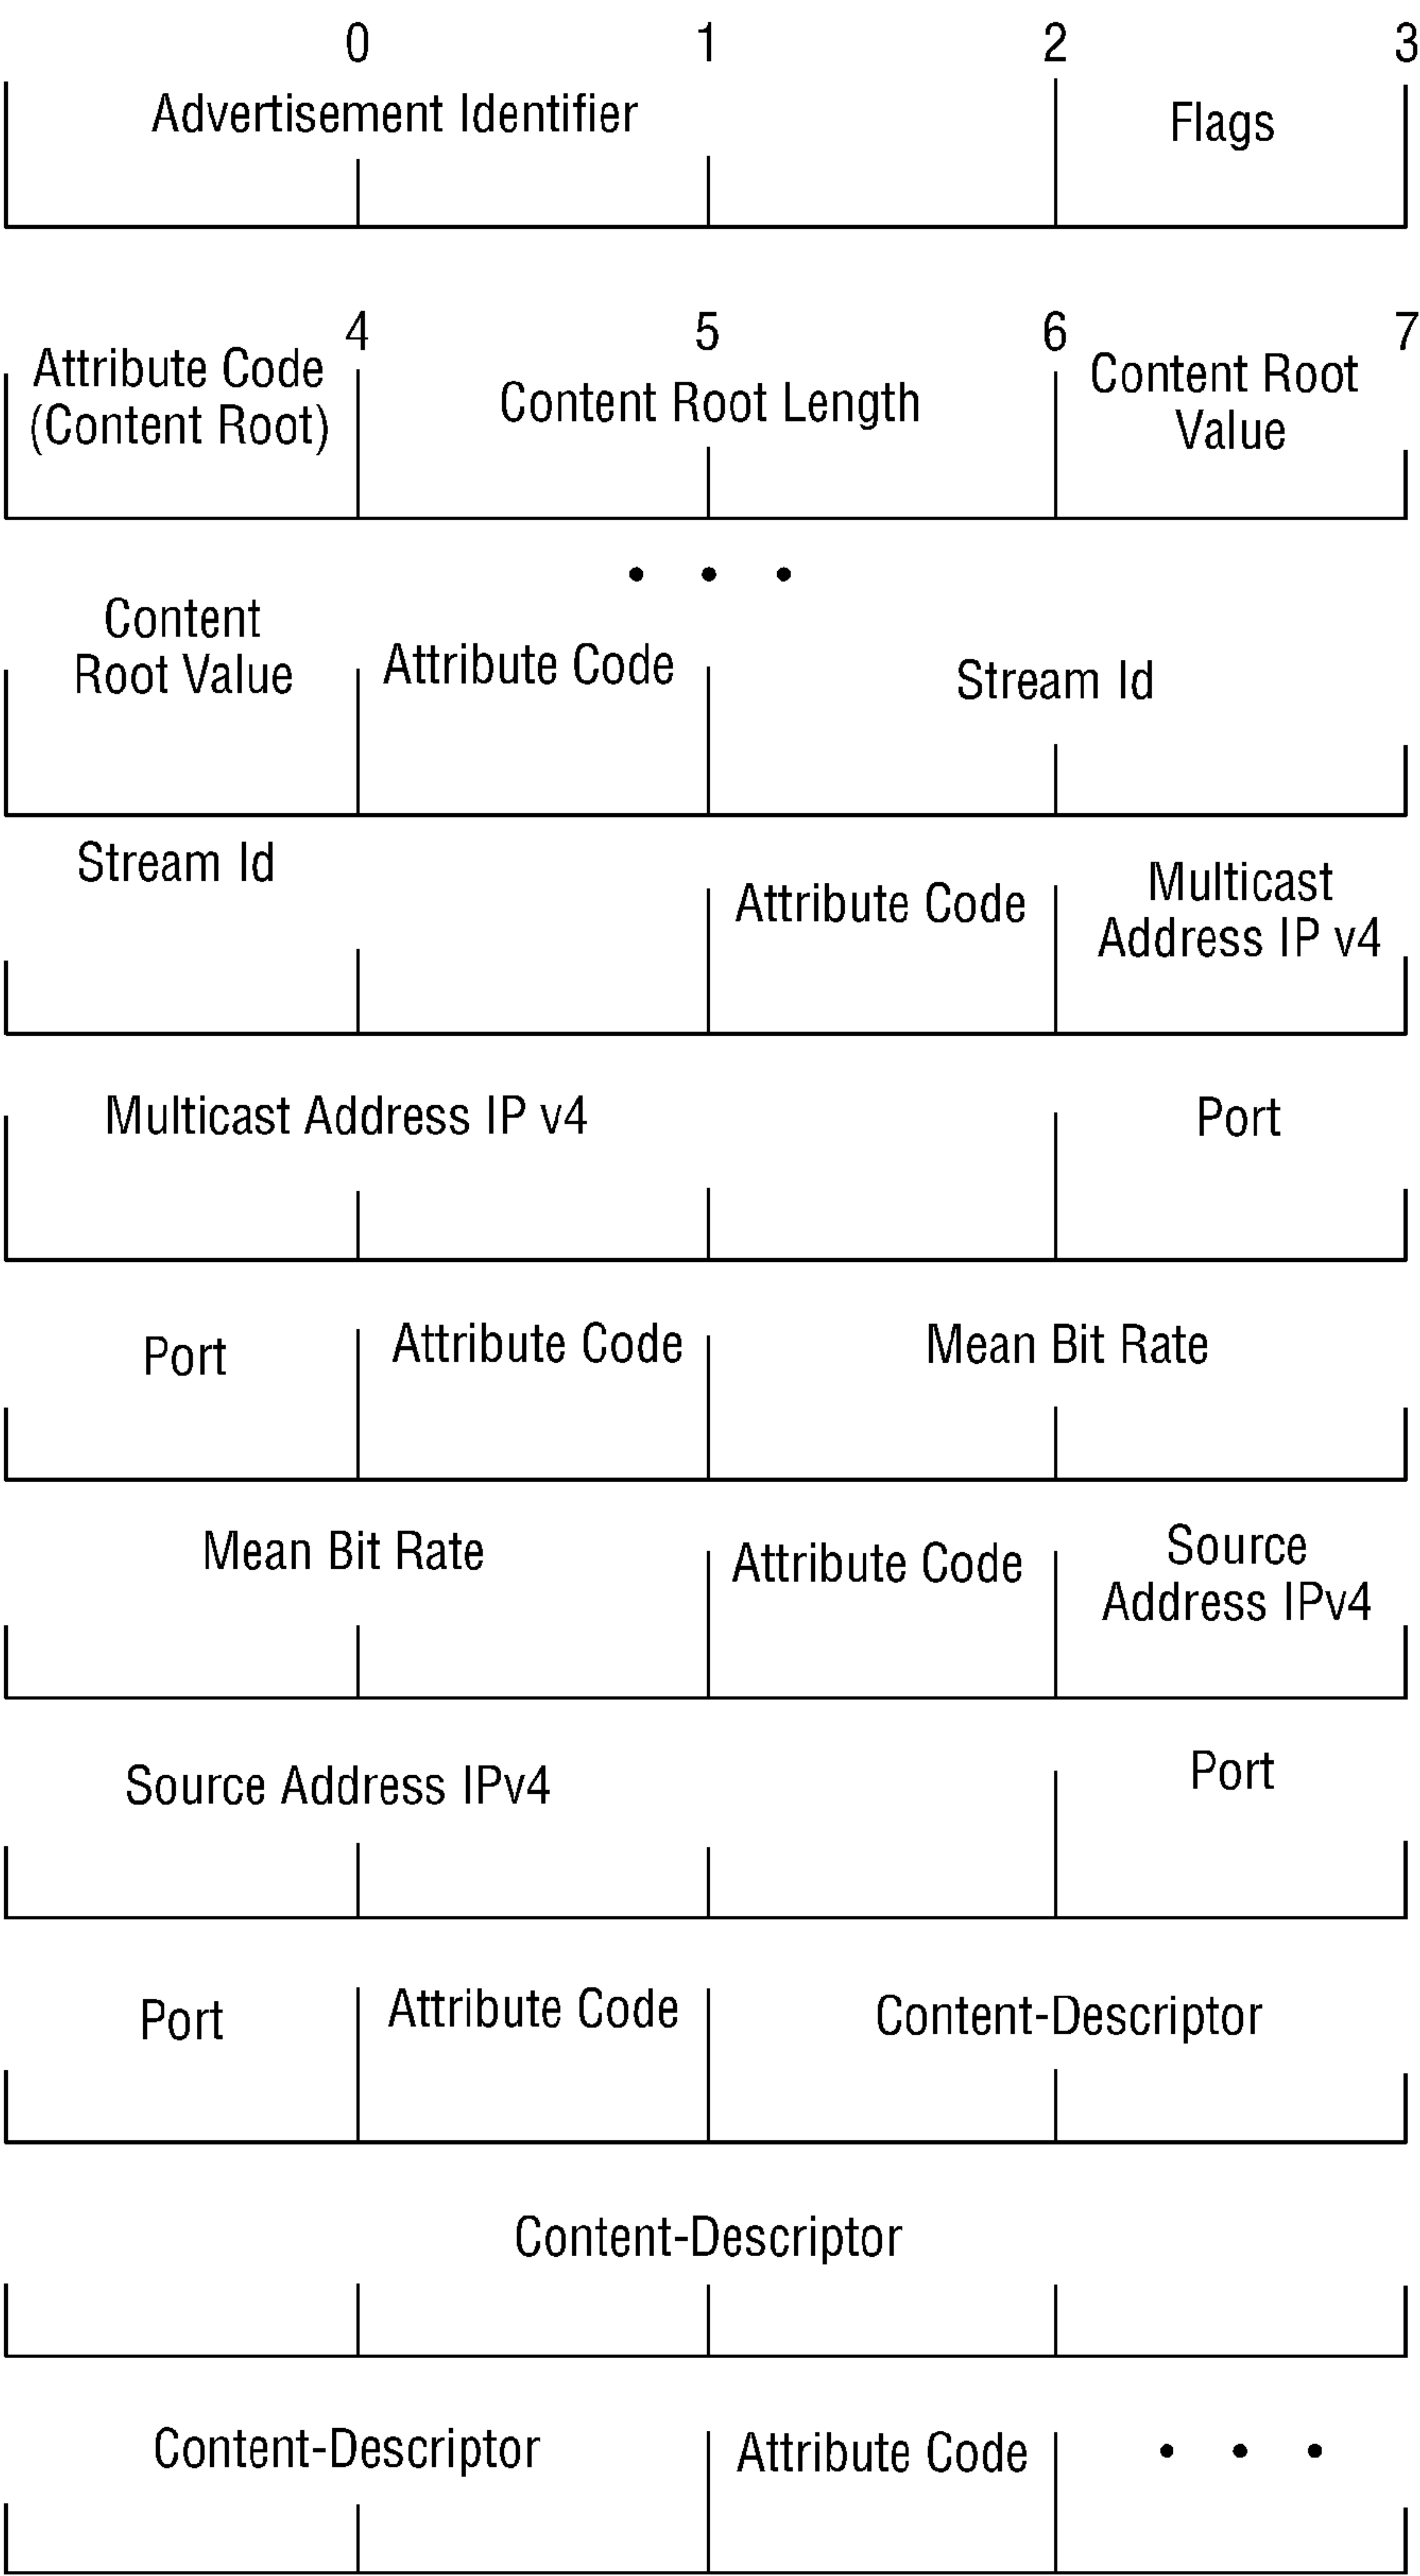 0 1 2 3
Advertisement Identifier Flags
4 5 6 7
Attribute Code
(Content Root)
Content Root Length
Content Root
Value
• • •
Content
Root Value
Attribute Code
Stream Id
Stream Id
Attribute Code
Multicast
Address IP v4
Multicast Address IP v4
Port
Port
Attribute Code
Mean Bit Rate
Mean Bit Rate
Attribute Code
Source
Address IPv4
Source Address IPv4
Port
Port
Attribute Code
Content-Descriptor
Content-Descriptor
Content-Descriptor
Attribute Code
• • •